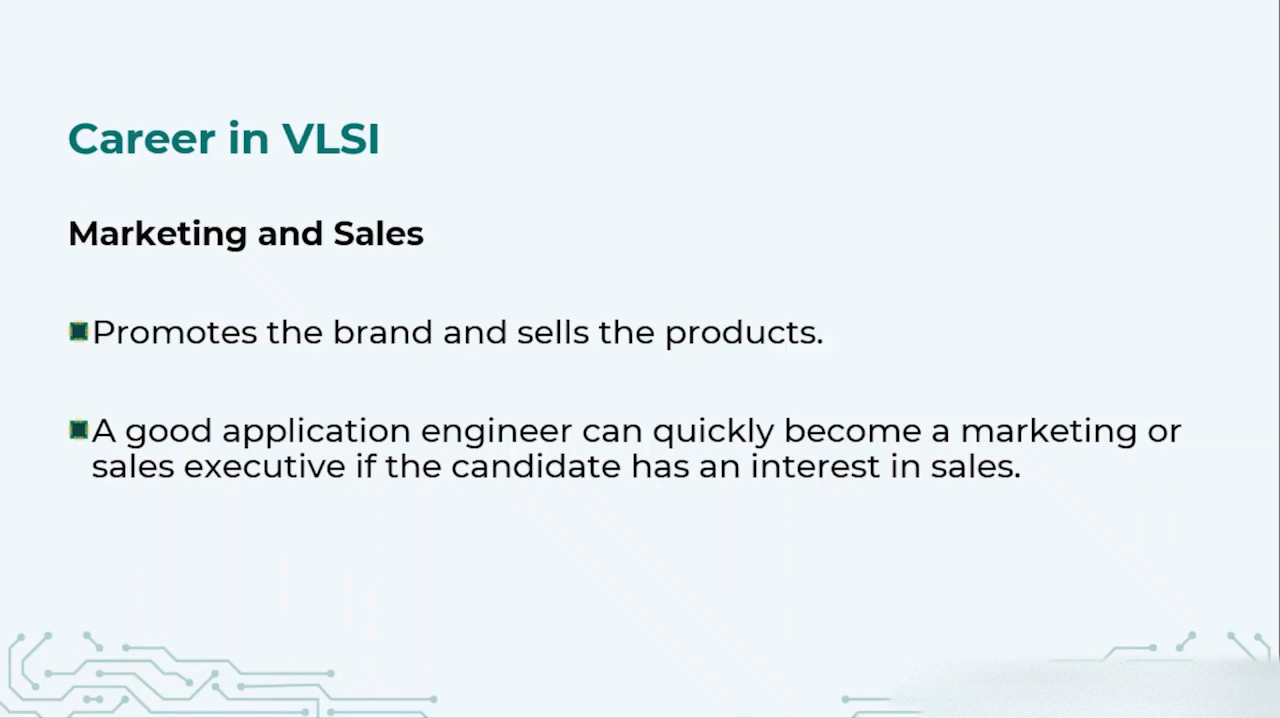 Career in VLSI
Marketing and Sales
Promotes the brand and sells the products.
A good application engineer can quickly become a marketing or
sales executive if the candidate has an interest in sales.